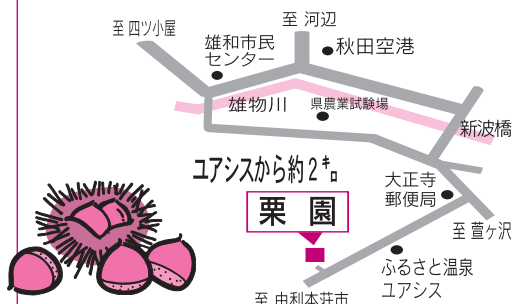 至 河辺
至 四ツ小屋
雄和市民
センター
秋田空港
雄物川
県農業試験場
新波橋
ユアシスから約2㌔
大正寺
郵便局
栗 園
至 萱ヶ沢
ふるさと温泉
ユアシス
至 由利本荘市